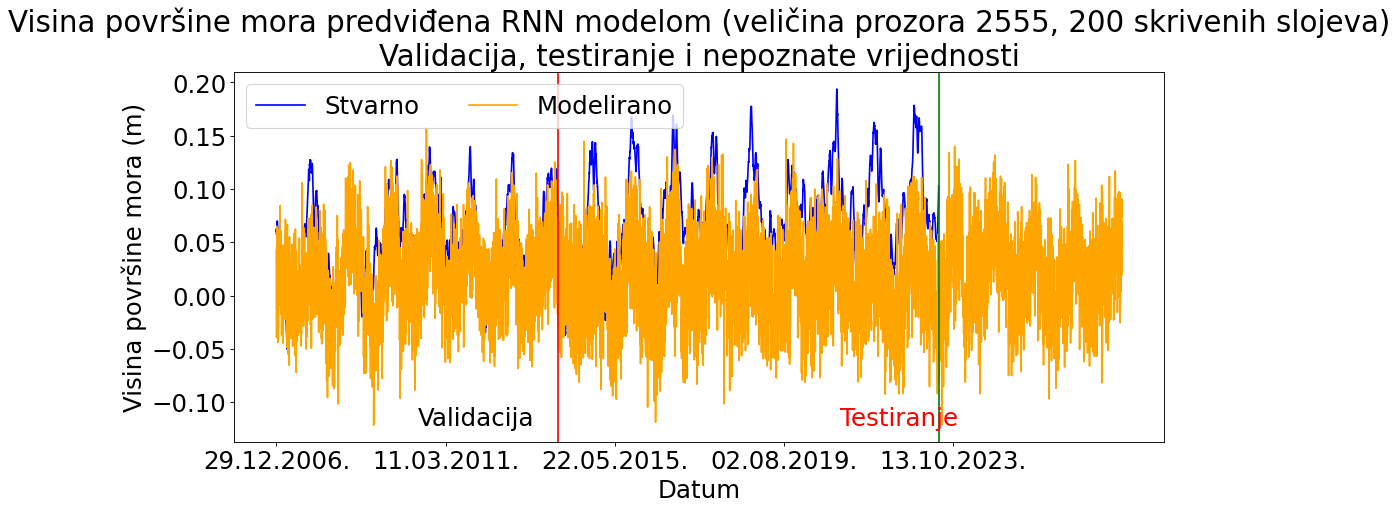 Visina površine mora predviđena RNN modelom (veličina prozora 2555, 200 skrivenih slojeva)
Validacija, testiranje i nepoznate vrijednosti
Stvarno
Modelirano
Visina površine mora (m)
0.20
0.15
0.10
0.05
0.00
−0.05
−0.10
Validacija
Testiranje
29.12.2006.
11.03.2011.
22.05.2015.
02.08.2019.
13.10.2023.
Datum